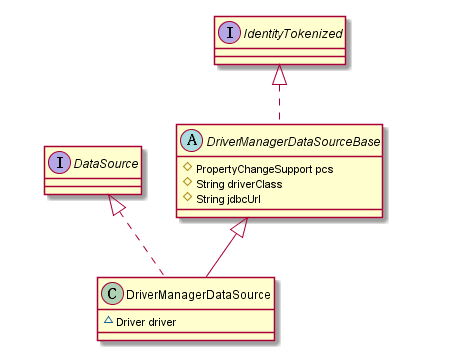 I IdentityTokenized
A DriverManagerDataSourceBase
PropertyChangeSupport pcs
String driverClass
String jdbcUrl
I DataSource
C DriverManagerDataSource
Driver driver